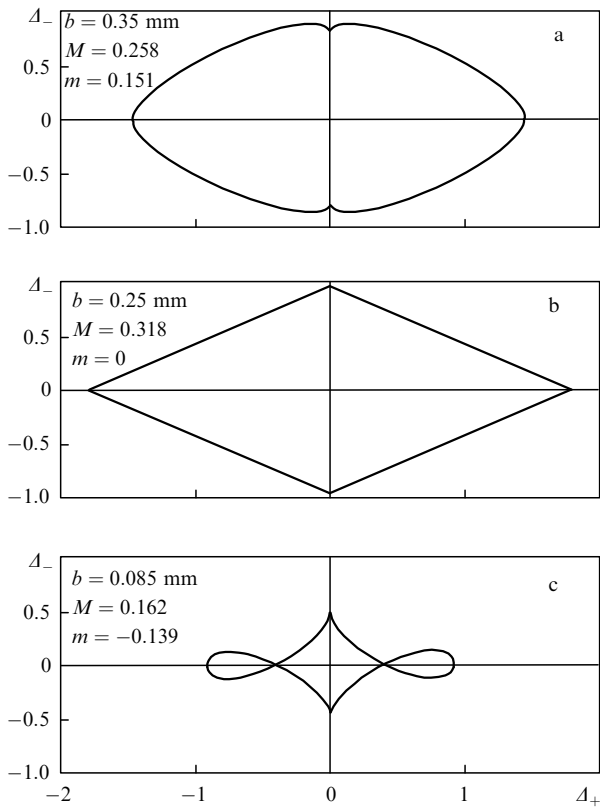 Δ₋
b = 0.35 mm
M = 0.258
m = 0.151
a
0.5
0
−0.5
−1.0
Δ₋
b = 0.25 mm
M = 0.318
m = 0
b
0.5
0
−0.5
−1.0
Δ₋
b = 0.085 mm
M = 0.162
m = −0.139
c
0.5
0
−0.5
−1.0
−2 −1 0 1 Δ₊